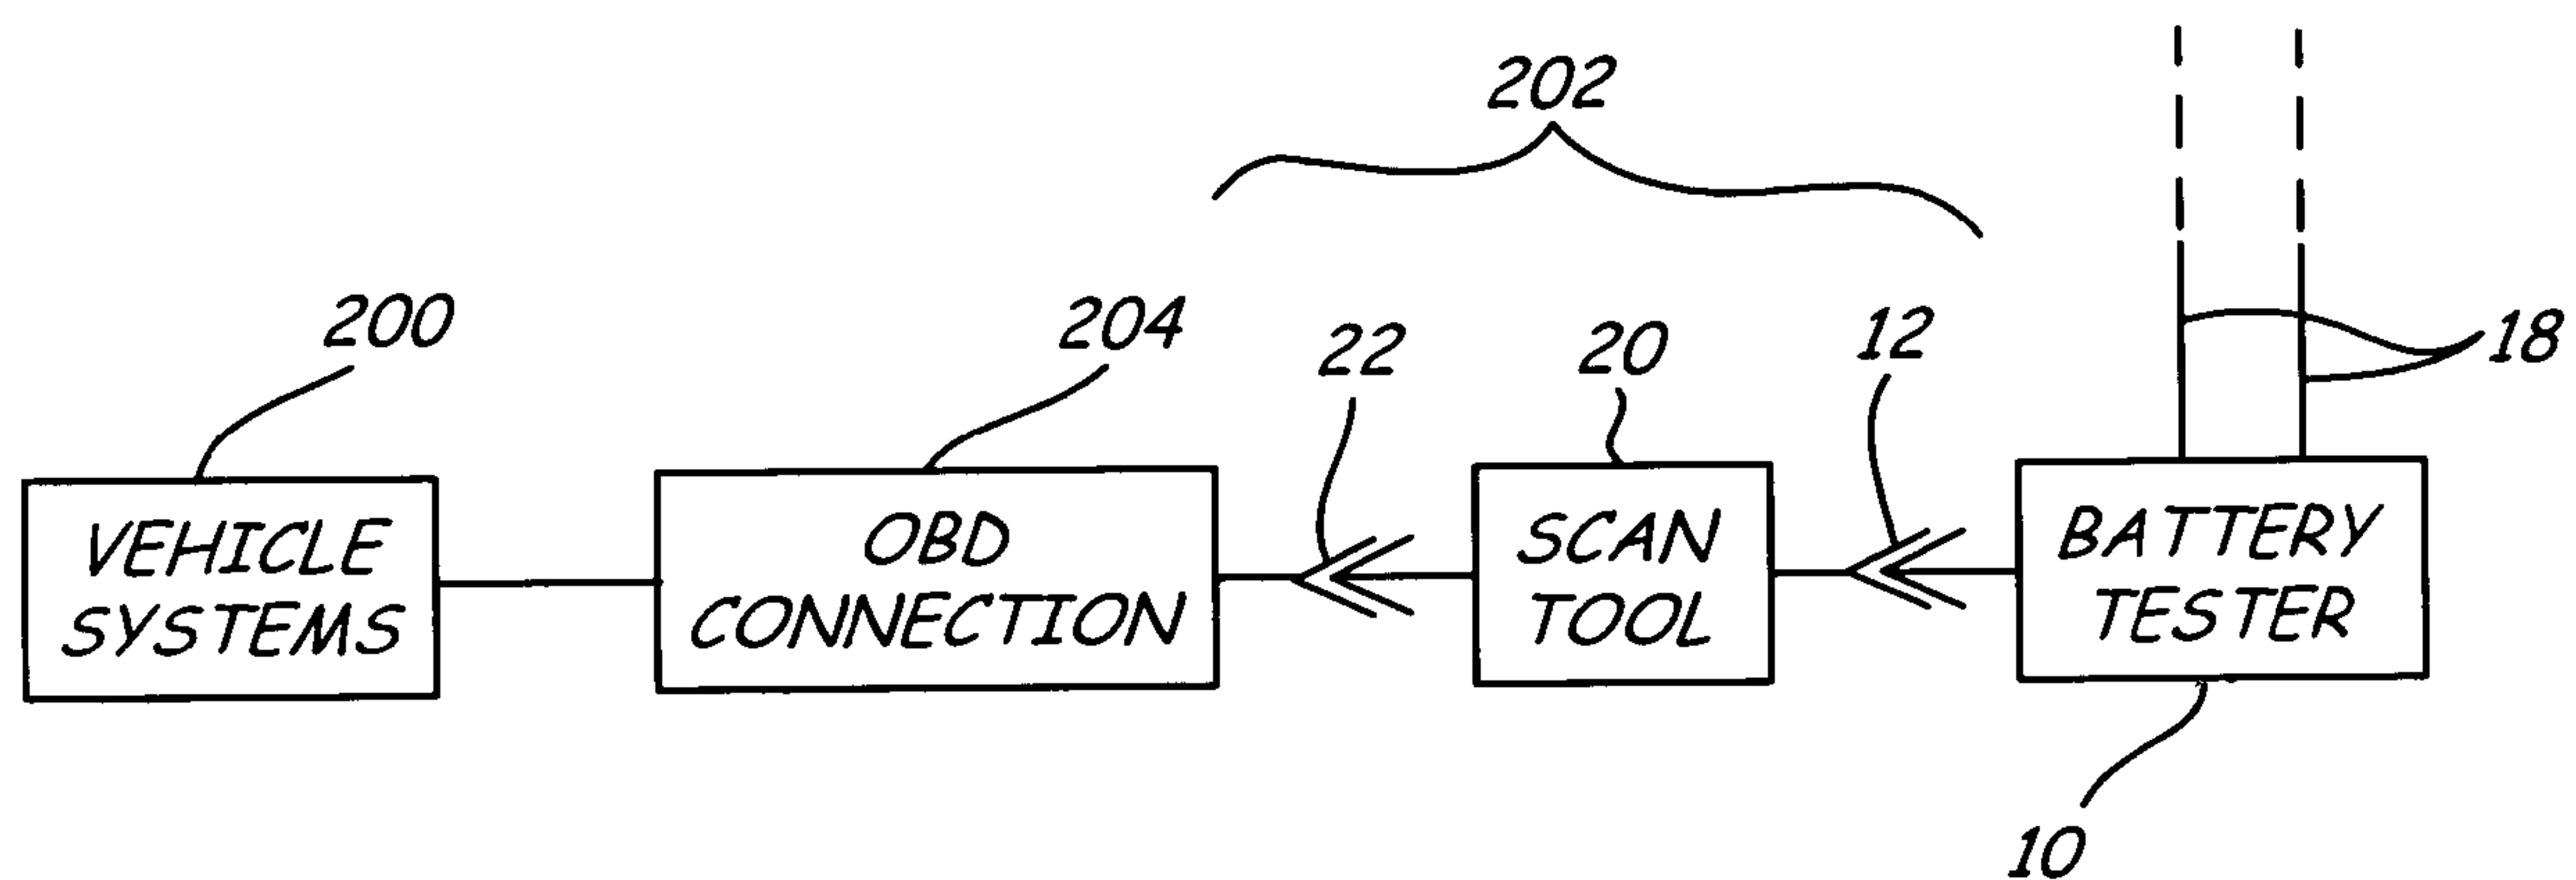 202
200
204
22
20
12
18
VEHICLE
SYSTEMS
OBD
CONNECTION
SCAN
TOOL
BATTERY
TESTER
10